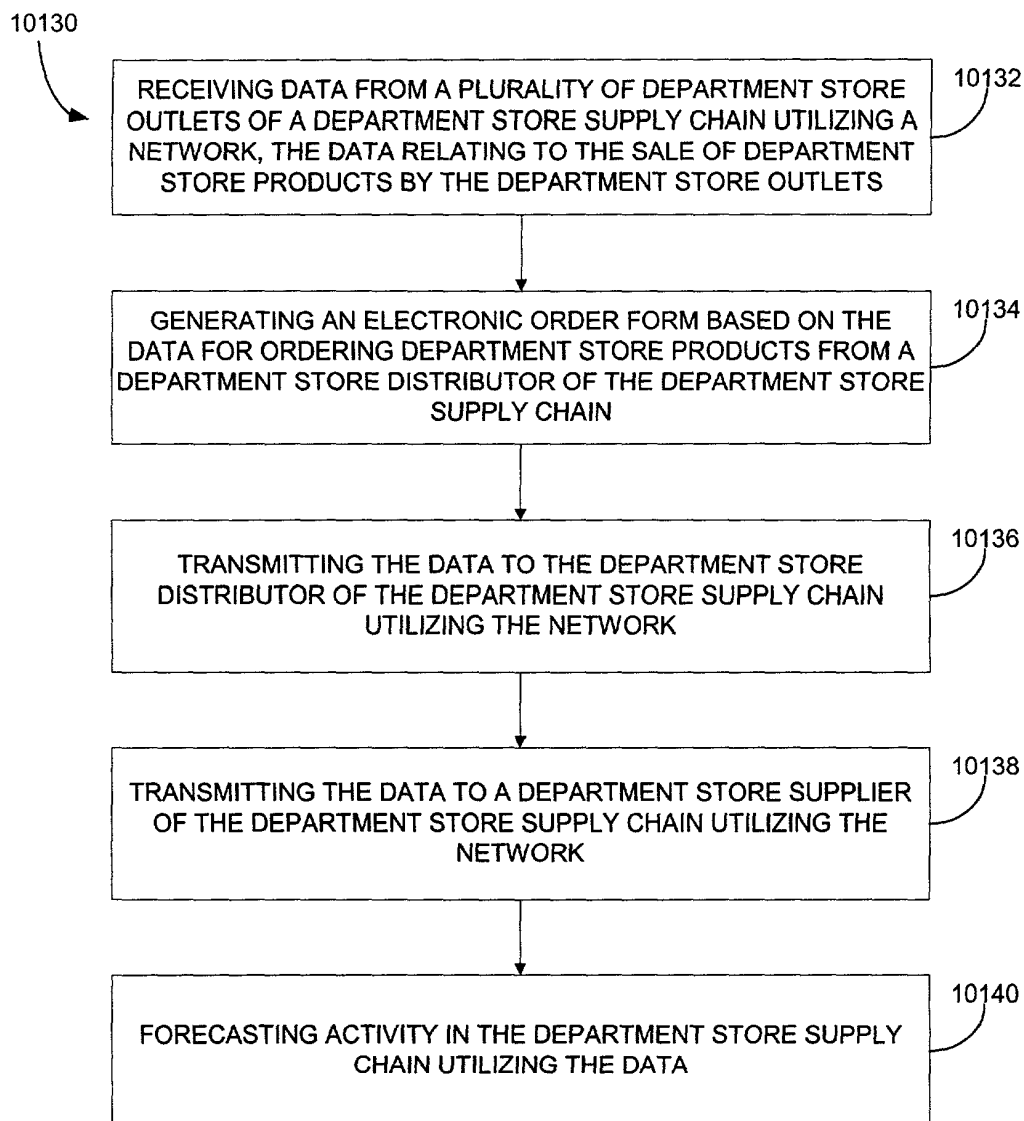 10130
RECEIVING DATA FROM A PLURALITY OF DEPARTMENT STORE
OUTLETS OF A DEPARTMENT STORE SUPPLY CHAIN UTILIZING A
NETWORK, THE DATA RELATING TO THE SALE OF DEPARTMENT
STORE PRODUCTS BY THE DEPARTMENT STORE OUTLETS
10132
GENERATING AN ELECTRONIC ORDER FORM BASED ON THE
DATA FOR ORDERING DEPARTMENT STORE PRODUCTS FROM A
DEPARTMENT STORE DISTRIBUTOR OF THE DEPARTMENT STORE
SUPPLY CHAIN
10134
TRANSMITTING THE DATA TO THE DEPARTMENT STORE
DISTRIBUTOR OF THE DEPARTMENT STORE SUPPLY CHAIN
UTILIZING THE NETWORK
10136
TRANSMITTING THE DATA TO A DEPARTMENT STORE SUPPLIER
OF THE DEPARTMENT STORE SUPPLY CHAIN UTILIZING THE
NETWORK
10138
FORECASTING ACTIVITY IN THE DEPARTMENT STORE SUPPLY
CHAIN UTILIZING THE DATA
10140